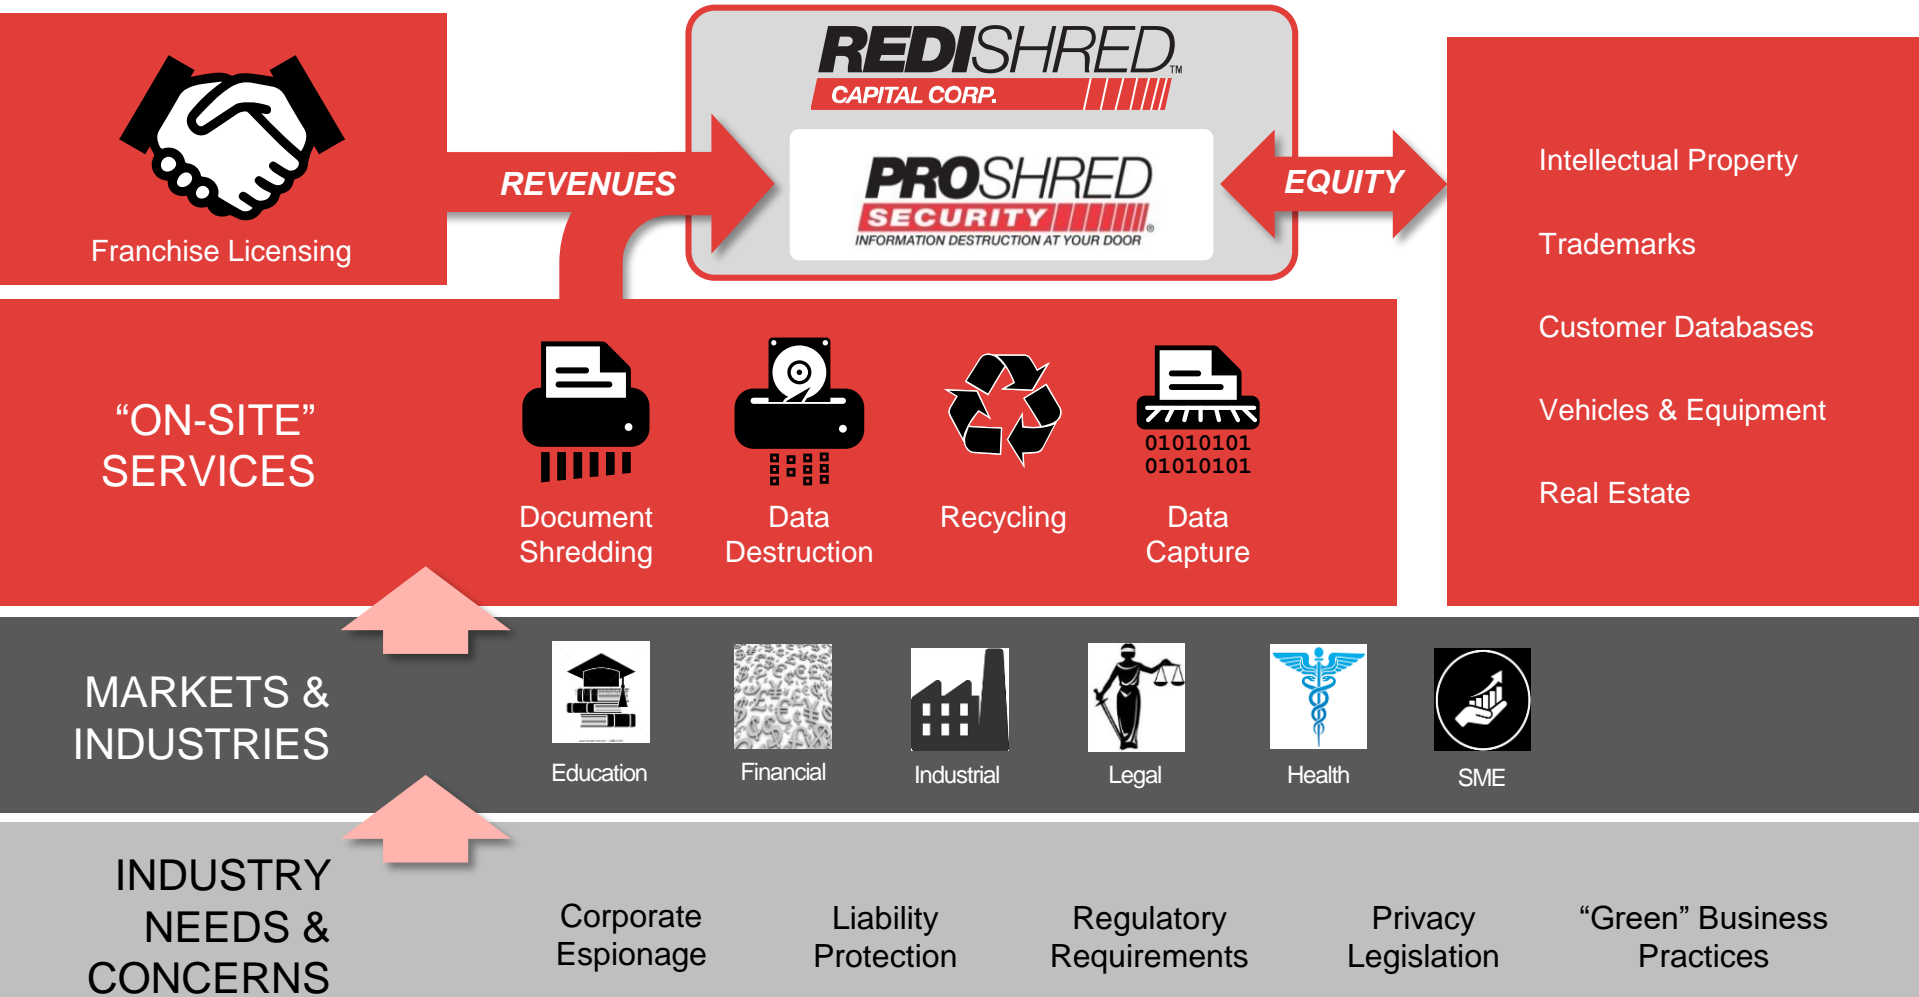 REDISHRED™
CAPITAL CORP.
PROSHRED
SECURITY®
INFORMATION DESTRUCTION AT YOUR DOOR
Franchise Licensing
REVENUES
EQUITY
Intellectual Property
Trademarks
Customer Databases
Vehicles & Equipment
Real Estate
“ON-SITE”
SERVICES
01010101
01010101
Document
Shredding
Data
Destruction
Recycling
Data
Capture
MARKETS &
INDUSTRIES
Education
Financial
Industrial
Legal
Health
SME
INDUSTRY
NEEDS &
CONCERNS
Corporate
Espionage
Liability
Protection
Regulatory
Requirements
Privacy
Legislation
“Green” Business
Practices